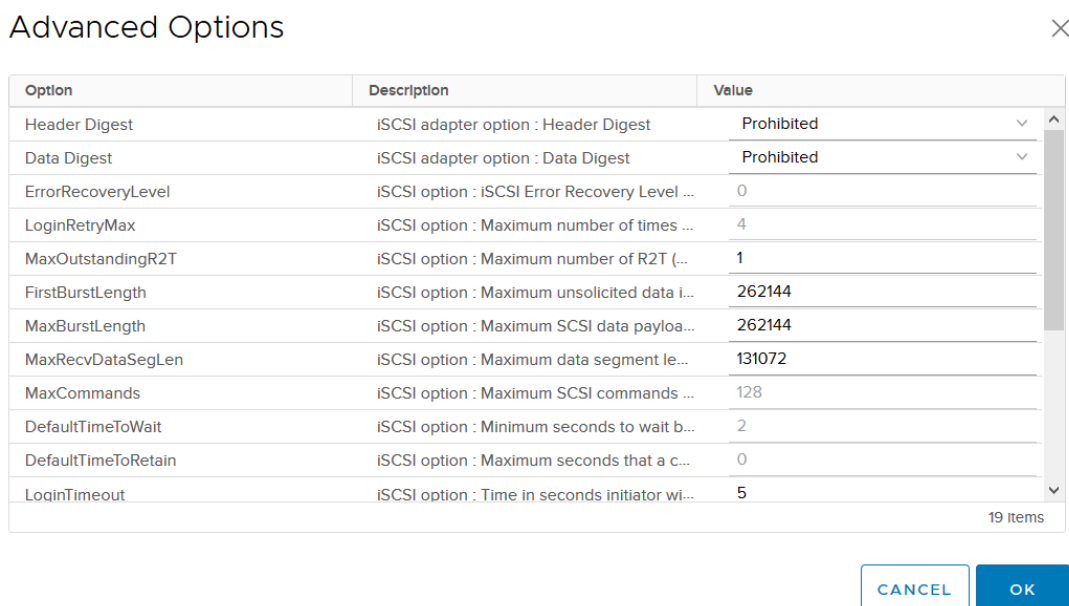 Advanced Options
Option Description Value
Header Digest iSCSI adapter option : Header Digest Prohibited
Data Digest iSCSI adapter option : Data Digest Prohibited
ErrorRecoveryLevel iSCSI option : iSCSI Error Recovery Level ... 0
LoginRetryMax iSCSI option : Maximum number of times ... 4
MaxOutstandingR2T iSCSI option : Maximum number of R2T (... 1
FirstBurstLength iSCSI option : Maximum unsolicited data i... 262144
MaxBurstLength iSCSI option : Maximum SCSI data payloa... 262144
MaxRecvDataSegLen iSCSI option : Maximum data segment le... 131072
MaxCommands iSCSI option : Maximum SCSI commands ... 128
DefaultTimeToWait iSCSI option : Minimum seconds to wait b... 2
DefaultTimeToRetain iSCSI option : Maximum seconds that a c... 0
LoginTimeout iSCSI option : Time in seconds initiator wi... 5
19 items
CANCEL OK